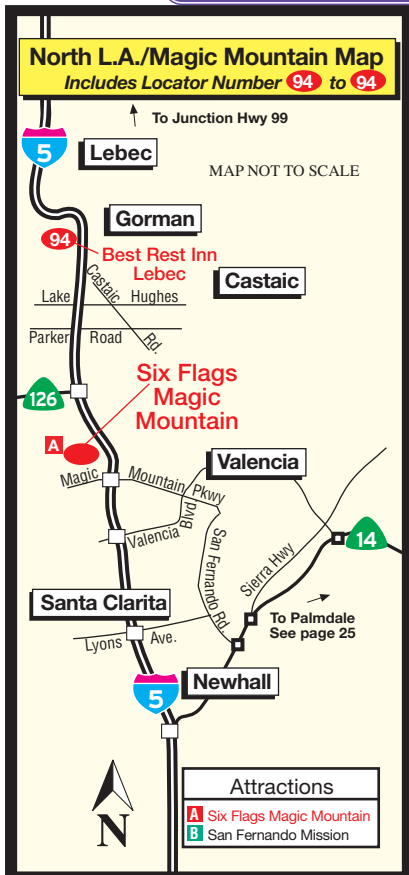 North L.A./Magic Mountain Map
Includes Locator Number 94 to 94
To Junction Hwy 99
5
Lebec
MAP NOT TO SCALE
Gorman
94
Best Rest Inn
Lebec
Castaic
Castaic Rd.
Lake Hughes
Parker Road
126
Six Flags
Magic
Mountain
A
Magic Mountain Pkwy
Valencia
Valencia Blvd
San Fernando Rd
Sierra Hwy
14
Santa Clarita
To Palmdale
See page 25
Lyons Ave.
Newhall
5
N
Attractions
A Six Flags Magic Mountain
B San Fernando Mission